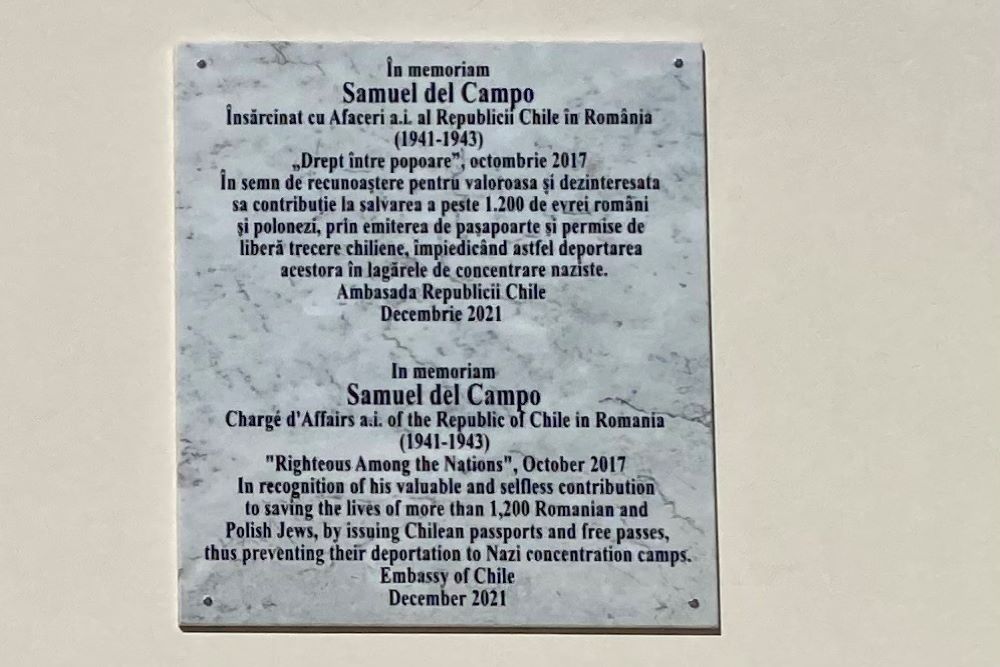 În memoriam
Samuel del Campo
Însărcinat cu Afaceri a.i. al Republicii Chile în România
(1941-1943)
„Drept între popoare”, octombrie 2017
În semn de recunoaștere pentru valoroasa și dezinteresata
sa contribuție la salvarea a peste 1.200 de evrei români
și polonezi, prin emiterea de pașapoarte și permise de
liberă trecere chiliene, împiedicând astfel deportarea
acestora în lagărele de concentrare naziste.
Ambasada Republicii Chile
Decembrie 2021
In memoriam
Samuel del Campo
Chargé d'Affairs a.i. of the Republic of Chile in Romania
(1941-1943)
"Righteous Among the Nations", October 2017
In recognition of his valuable and selfless contribution
to saving the lives of more than 1,200 Romanian and
Polish Jews, by issuing Chilean passports and free passes,
thus preventing their deportation to Nazi concentration camps.
Embassy of Chile
December 2021